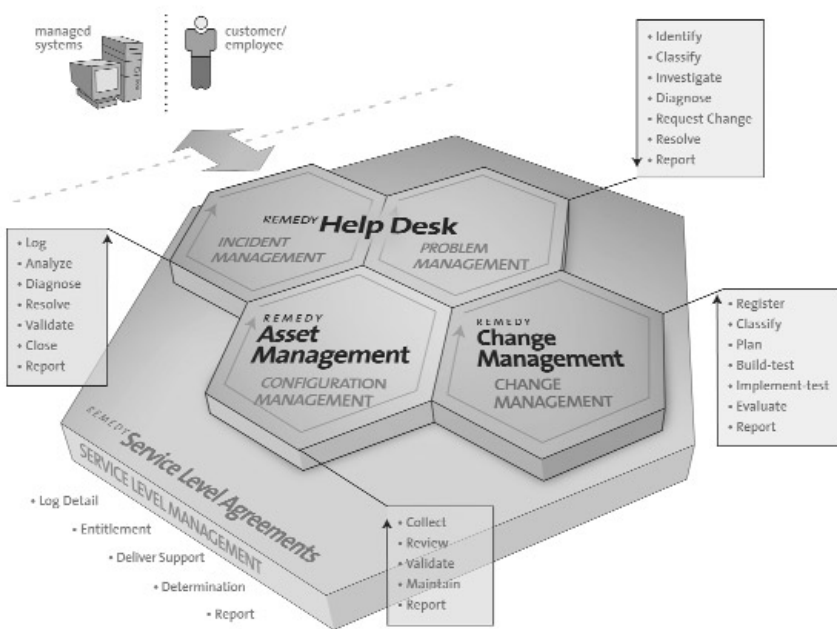 managed
systems
customer/
employee
• Identify
• Classify
• Investigate
• Diagnose
• Request Change
• Resolve
• Report
REMEDY Help Desk
INCIDENT
MANAGEMENT
PROBLEM
MANAGEMENT
• Log
• Analyze
• Diagnose
• Resolve
• Validate
• Close
• Report
REMEDY
Asset
Management
CONFIGURATION
MANAGEMENT
REMEDY
Change
Management
CHANGE
MANAGEMENT
• Register
• Classify
• Plan
• Build-test
• Implement-test
• Evaluate
• Report
REMEDY Service Level Agreements
SERVICE LEVEL MANAGEMENT
• Log Detail
• Entitlement
• Deliver Support
• Determination
• Report
• Collect
• Review
• Validate
• Maintain
• Report